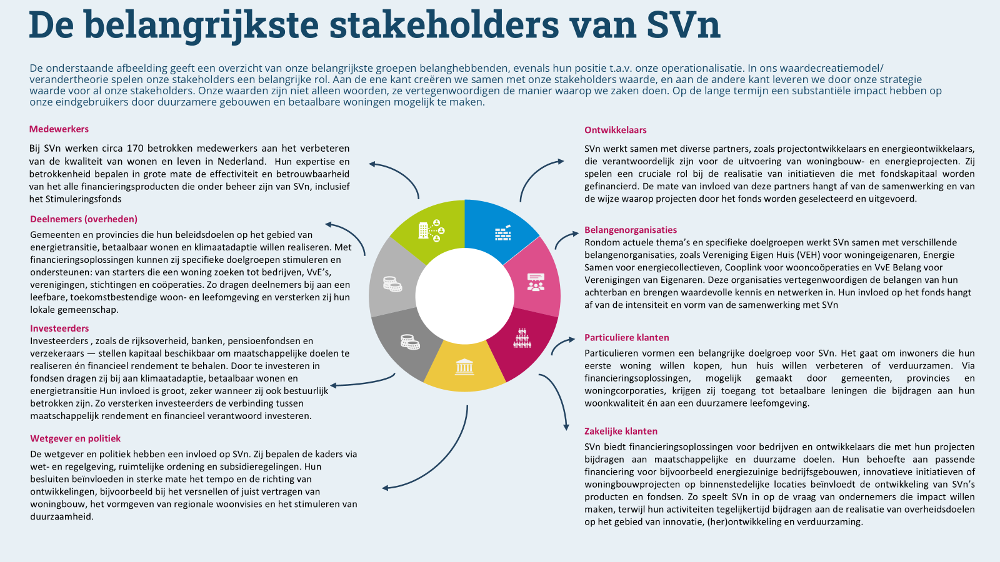 De belangrijkste stakeholders van SVn
De onderstaande afbeelding geeft een overzicht van onze belangrijkste groepen belanghebbenden, evenals hun positie t.a.v. onze operationalisatie. In ons waardecreatiemodel/
verandertheorie spelen onze stakeholders een belangrijke rol. Aan de ene kant creëren we samen met onze stakeholders waarde, en aan de andere kant leveren we door onze strategie
waarde voor al onze stakeholders. Onze waarden zijn niet alleen woorden, ze vertegenwoordigen de manier waarop we zaken doen. Op de lange termijn een substantiële impact hebben op
onze eindgebruikers door duurzamere gebouwen en betaalbare woningen mogelijk te maken.
Medewerkers
Bij SVn werken circa 170 betrokken medewerkers aan het verbeteren
van de kwaliteit van wonen en leven in Nederland. Hun expertise en
betrokkenheid bepalen in grote mate de effectiviteit en betrouwbaarheid
van het alle financieringsproducten die onder beheer zijn van SVn, inclusief
het Stimuleringsfonds
Deelnemers (overheden)
Gemeenten en provincies die hun beleidsdoelen op het gebied van
energietransitie, betaalbaar wonen en klimaatadaptie willen realiseren. Met
financieringsoplossingen kunnen zij specifieke doelgroepen stimuleren en
ondersteunen: van starters die een woning zoeken tot bedrijven, VvE's,
verenigingen, stichtingen en coöperaties. Zo dragen deelnemers bij aan een
leefbare, toekomstbestendige woon- en leefomgeving en versterken zij hun
lokale gemeenschap.
Investeerders
Investeerders , zoals de rijksoverheid, banken, pensioenfondsen en
verzekeraars — stellen kapitaal beschikbaar om maatschappelijke doelen te
realiseren én financieel rendement te behalen. Door te investeren in
fondsen dragen zij bij aan klimaatadaptie, betaalbaar wonen en
energietransitie Hun invloed is groot, zeker wanneer zij ook bestuurlijk
betrokken zijn. Zo versterken investeerders de verbinding tussen
maatschappelijk rendement en financieel verantwoord investeren.
Wetgever en politiek
De wetgever en politiek hebben een invloed op SVn. Zij bepalen de kaders via
wet- en regelgeving, ruimtelijke ordening en subsidieregelingen. Hun
besluiten beïnvloeden in sterke mate het tempo en de richting van
ontwikkelingen, bijvoorbeeld bij het versnellen of juist vertragen van
woningbouw, het vormgeven van regionale woonvisies en het stimuleren van
duurzaamheid.
Ontwikkelaars
SVn werkt samen met diverse partners, zoals projectontwikkelaars en energieontwikkelaars,
die verantwoordelijk zijn voor de uitvoering van woningbouw- en energieprojecten. Zij
spelen een cruciale rol bij de realisatie van initiatieven die met fondskapitaal worden
gefinancierd. De mate van invloed van deze partners hangt af van de samenwerking en van
de wijze waarop projecten door het fonds worden geselecteerd en uitgevoerd.
Belangenorganisaties
Rondom actuele thema's en specifieke doelgroepen werkt SVn samen met verschillende
belangenorganisaties, zoals Vereniging Eigen Huis (VEH) voor woningeigenaren, Energie
Samen voor energiecollectieven, Cooplink voor wooncoöperaties en VvE Belang voor
Verenigingen van Eigenaren. Deze organisaties vertegenwoordigen de belangen van hun
achterban en brengen waardevolle kennis en netwerken in. Hun invloed op het fonds hangt
af van de intensiteit en vorm van de samenwerking met SVn
Particuliere klanten
Particulieren vormen een belangrijke doelgroep voor SVn. Het gaat om inwoners die hun
eerste woning willen kopen, hun huis willen verbeteren of verduurzamen. Via
financieringsoplossingen, mogelijk gemaakt door gemeenten, provincies en
woningcorporaties, krijgen zij toegang tot betaalbare leningen die bijdragen aan hun
woonkwaliteit én aan een duurzamere leefomgeving.
Zakelijke klanten
SVn biedt financieringsoplossingen voor bedrijven en ontwikkelaars die met hun projecten
bijdragen aan maatschappelijke en duurzame doelen. Hun behoefte aan passende
financiering voor bijvoorbeeld energiezuinige bedrijfsgebouwen, innovatieve initiatieven of
woningbouwprojecten op binnenstedelijke locaties beïnvloedt de ontwikkeling van SVn's
producten en fondsen. Zo speelt SVn in op de vraag van ondernemers die impact willen
maken, terwijl hun activiteiten tegelijkertijd bijdragen aan de realisatie van overheidsdoelen
op het gebied van innovatie, (her)ontwikkeling en verduurzaming.